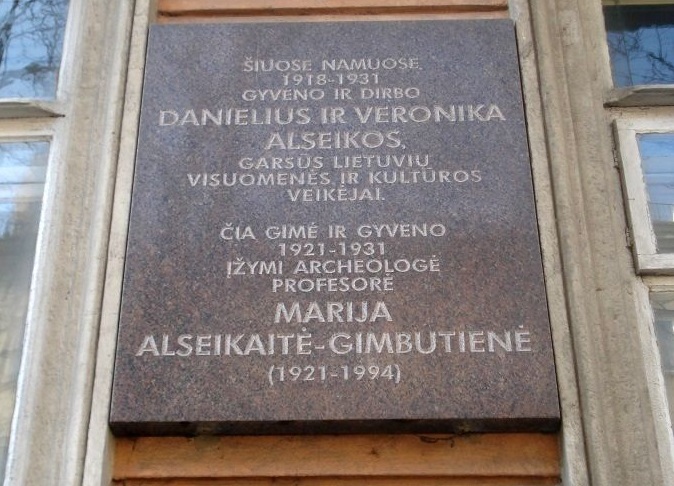 ŠIUOSE NAMUOSE
1918-1931
GYVENO IR DIRBO
DANIELIUS IR VERONIKA
ALSEIKOS,
GARSŪS LIETUVIŲ
VISUOMENĖS IR KULTŪROS
VEIKĖJAI.
ČIA GIMĖ IR GYVENO
1921-1931
ĮŽYMI ARCHEOLOGĖ
PROFESORĖ
MARIJA
ALSEIKAITĖ-GIMBUTIENĖ
(1921-1994)